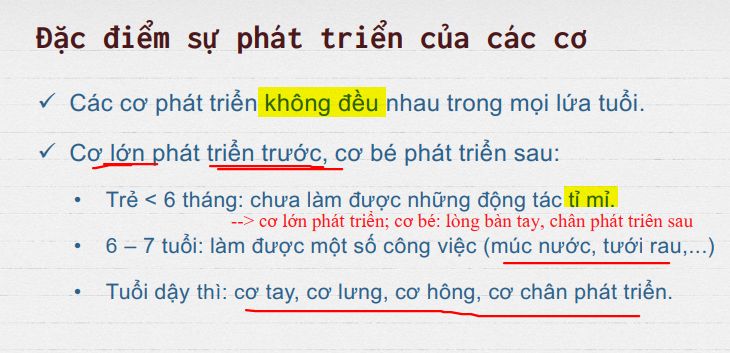 Đặc điểm sự phát triển của các cơ
✓ Các cơ phát triển không đều nhau trong mọi lứa tuổi.
✓ Cơ lớn phát triển trước, cơ bé phát triển sau:
• Trẻ < 6 tháng: chưa làm được những động tác tỉ mỉ.
--> cơ lớn phát triển; cơ bé: lòng bàn tay, chân phát triên sau
• 6 – 7 tuổi: làm được một số công việc (múc nước, tưới rau,...)
• Tuổi dậy thì: cơ tay, cơ lưng, cơ hông, cơ chân phát triển.